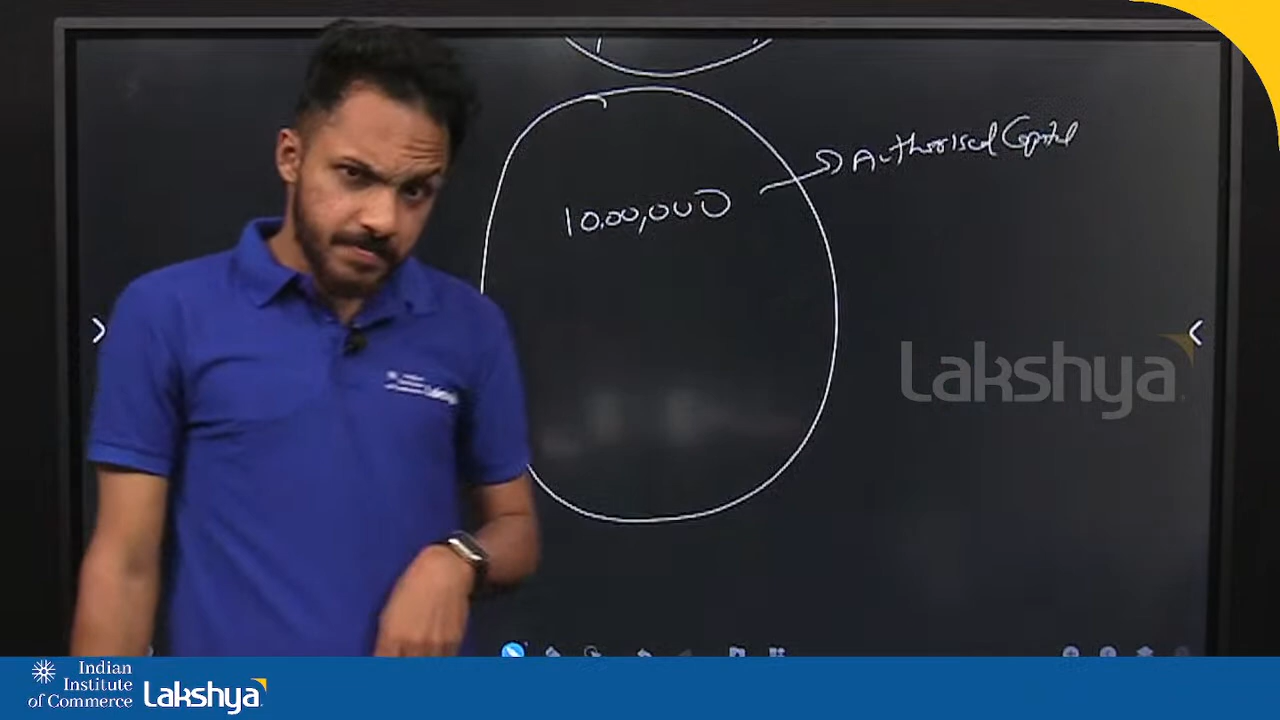 10,00,000
Authorised Capital
Lakshya
Indian
Institute
of Commerce
Lakshya